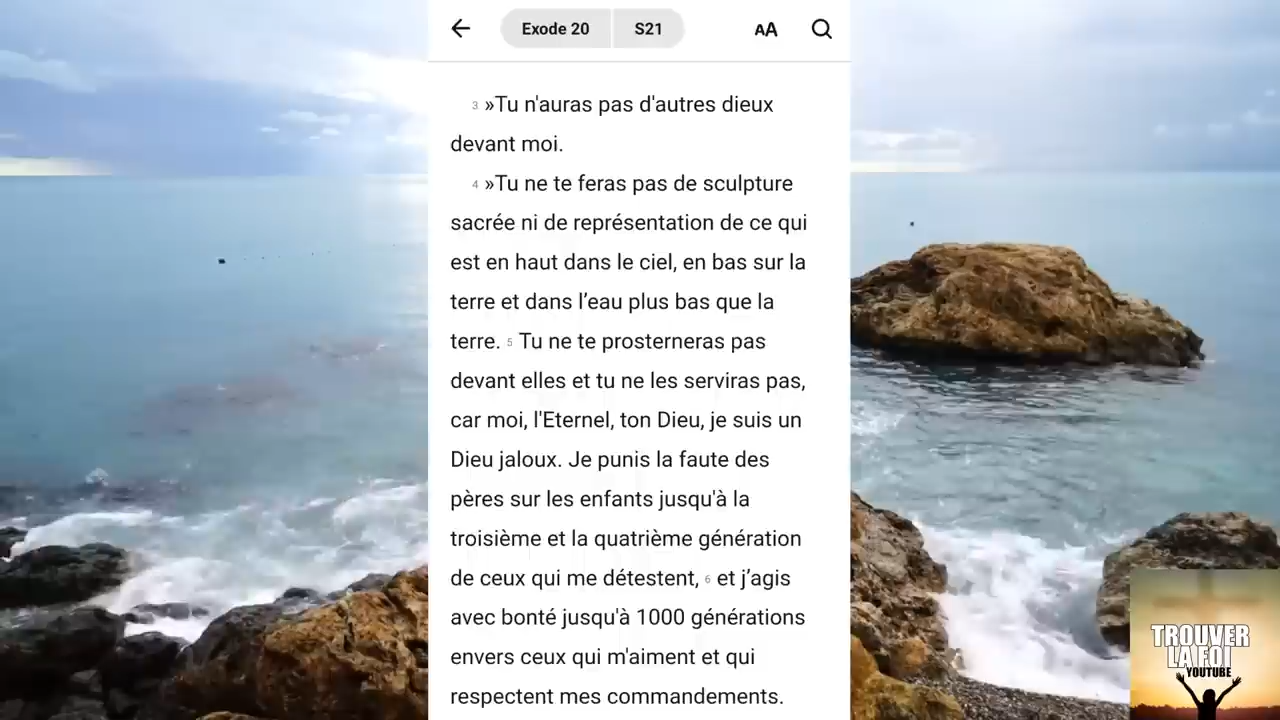 Exode 20 S21
AA
3 »Tu n'auras pas d'autres dieux
devant moi.
4 »Tu ne te feras pas de sculpture
sacrée ni de représentation de ce qui
est en haut dans le ciel, en bas sur la
terre et dans l’eau plus bas que la
terre. 5 Tu ne te prosterneras pas
devant elles et tu ne les serviras pas,
car moi, l'Eternel, ton Dieu, je suis un
Dieu jaloux. Je punis la faute des
pères sur les enfants jusqu'à la
troisième et la quatrième génération
de ceux qui me détestent, 6 et j’agis
avec bonté jusqu'à 1000 générations
envers ceux qui m'aiment et qui
respectent mes commandements.
TROUVER
LA FOI
YOUTUBE